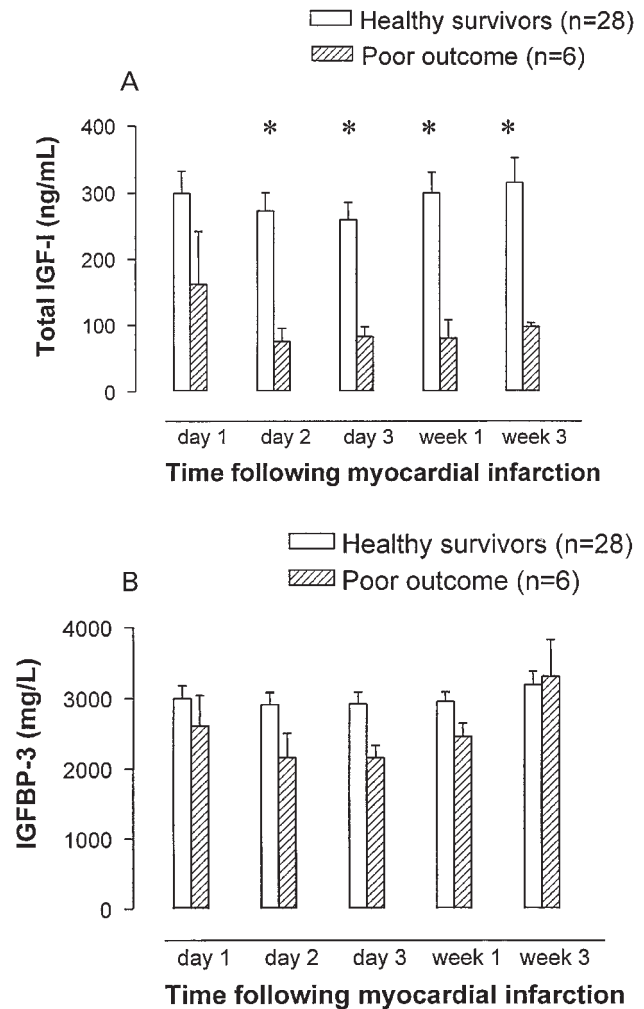 Healthy survivors (n=28)
Poor outcome (n=6)
A
Total IGF-I (ng/mL)
400
300
200
100
0
* * * *
day 1 day 2 day 3 week 1 week 3
Time following myocardial infarction
Healthy survivors (n=28)
Poor outcome (n=6)
B
IGFBP-3 (mg/L)
4000
3000
2000
1000
0
day 1 day 2 day 3 week 1 week 3
Time following myocardial infarction